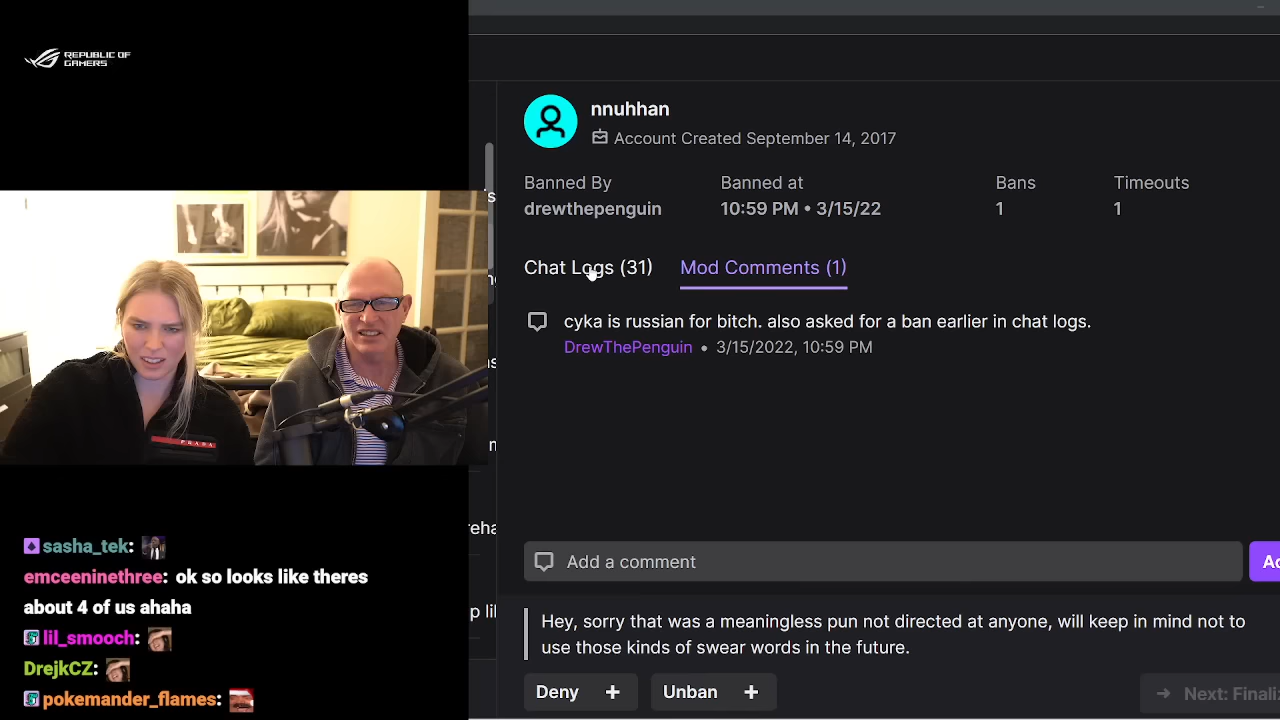 REPUBLIC OF
GAMERS
nnuhhan
Account Created September 14, 2017
Banned By
Banned at
Bans
Timeouts
drewthepenguin
10:59 PM • 3/15/22
1
1
Chat Logs (31)
Mod Comments (1)
cyka is russian for bitch. also asked for a ban earlier in chat logs.
DrewThePenguin • 3/15/2022, 10:59 PM
PRADA
sasha_tek:
emceeninethree: ok so looks like theres
about 4 of us ahaha
lil_smooch:
DrejkCZ:
pokemander_flames:
Add a comment
Hey, sorry that was a meaningless pun not directed at anyone, will keep in mind not to
use those kinds of swear words in the future.
Deny +
Unban +
Next: Finali